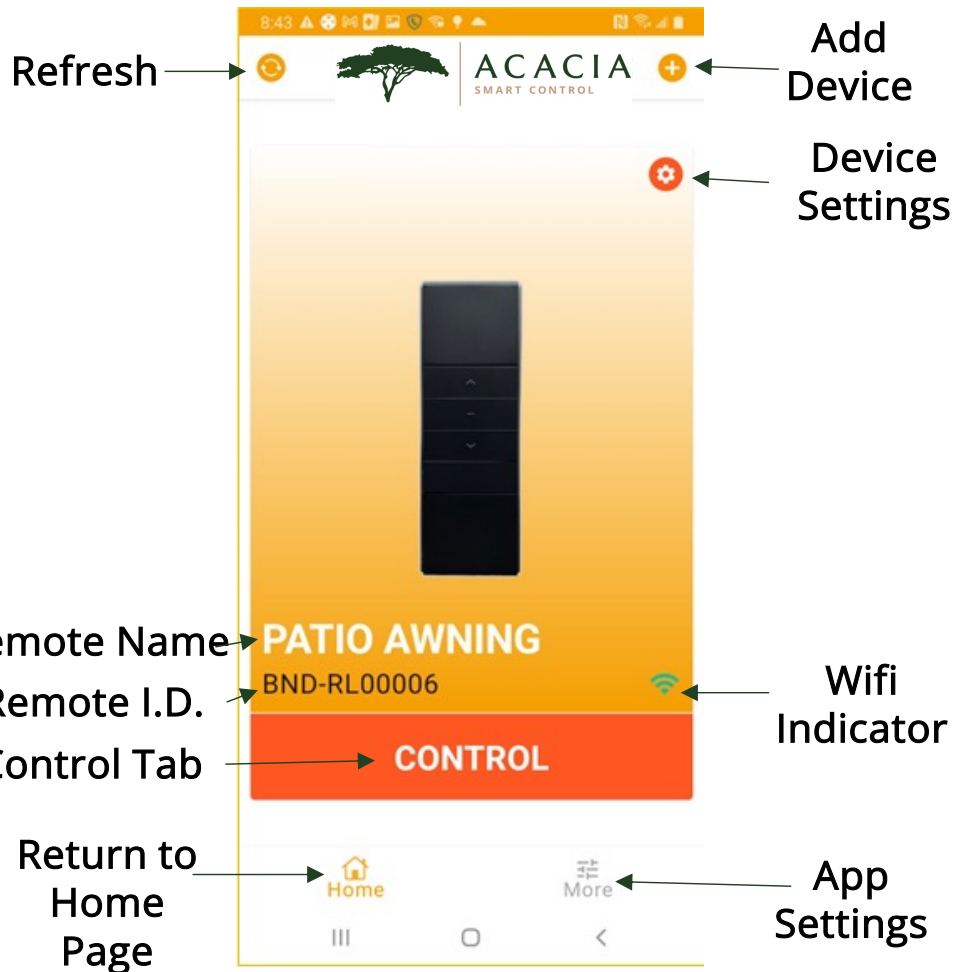 8:43
Refresh
ACACIA
SMART CONTROL
Add
Device
Device
Settings
emote Name
PATIO AWNING
Remote I.D.
BND-RL00006
Wifi
Indicator
Control Tab
CONTROL
Return to
Home
Page
Home
More
App
Settings